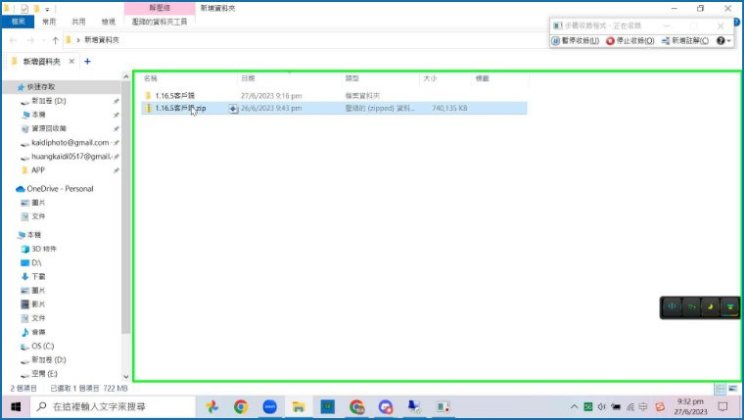 解壓縮
新增資料夾
檔案
常用
共用
檢視
壓縮的資料夾工具
步驟收錄程式 - 正在收錄
暫停收錄(U)
停止收錄(O)
新增註解(C)
新增資料夾
新增資料夾
名稱
日期
類型
大小
標籤
1.16.5客戶端
27/6/2023 9:16 pm
檔案資料夾
1.16.5客戶端.zip
26/6/2023 9:43 pm
壓縮的 (zipped) 資料...
740,135 KB
快速存取
新加卷 (D:)
本機
資源回收筒
kaidiphoto@gmail.com -
huangkaidi0517@gmail.
APP
OneDrive - Personal
圖片
文件
本機
3D 物件
D:\
下載
圖片
影片
文件
音樂
OS (C:)
新加卷 (D:)
空間 (E:)
2 個項目
已選取 1 個項目 722 MB
在這裡輸入文字來搜尋
中
9:32 pm
27/6/2023